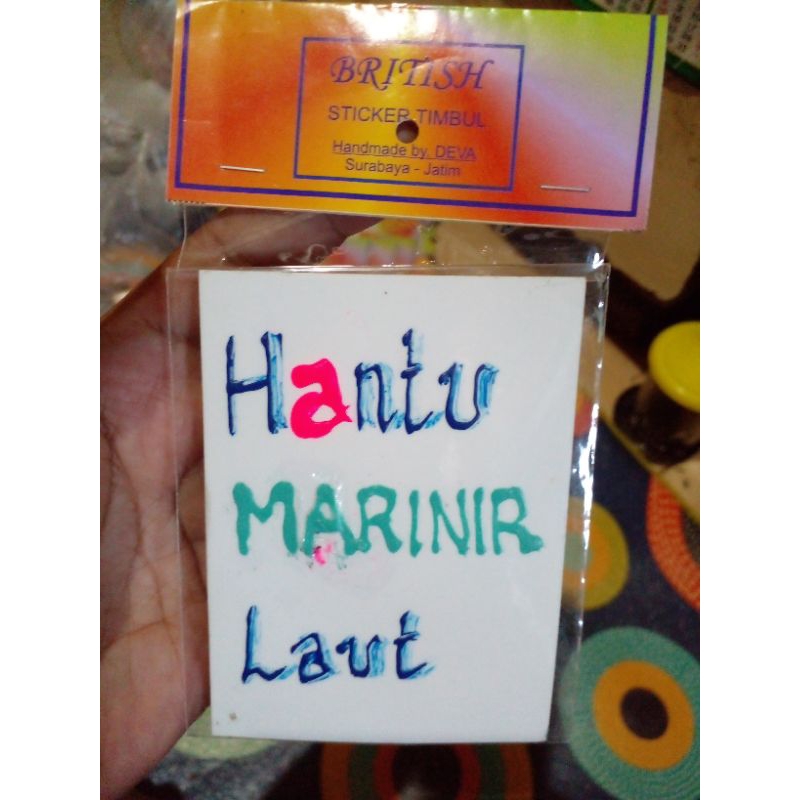 BRITISH
STICKER TIMBUL
Handmade by. DEVA
Surabaya - Jatim
Hantu
MARINIR
Laut